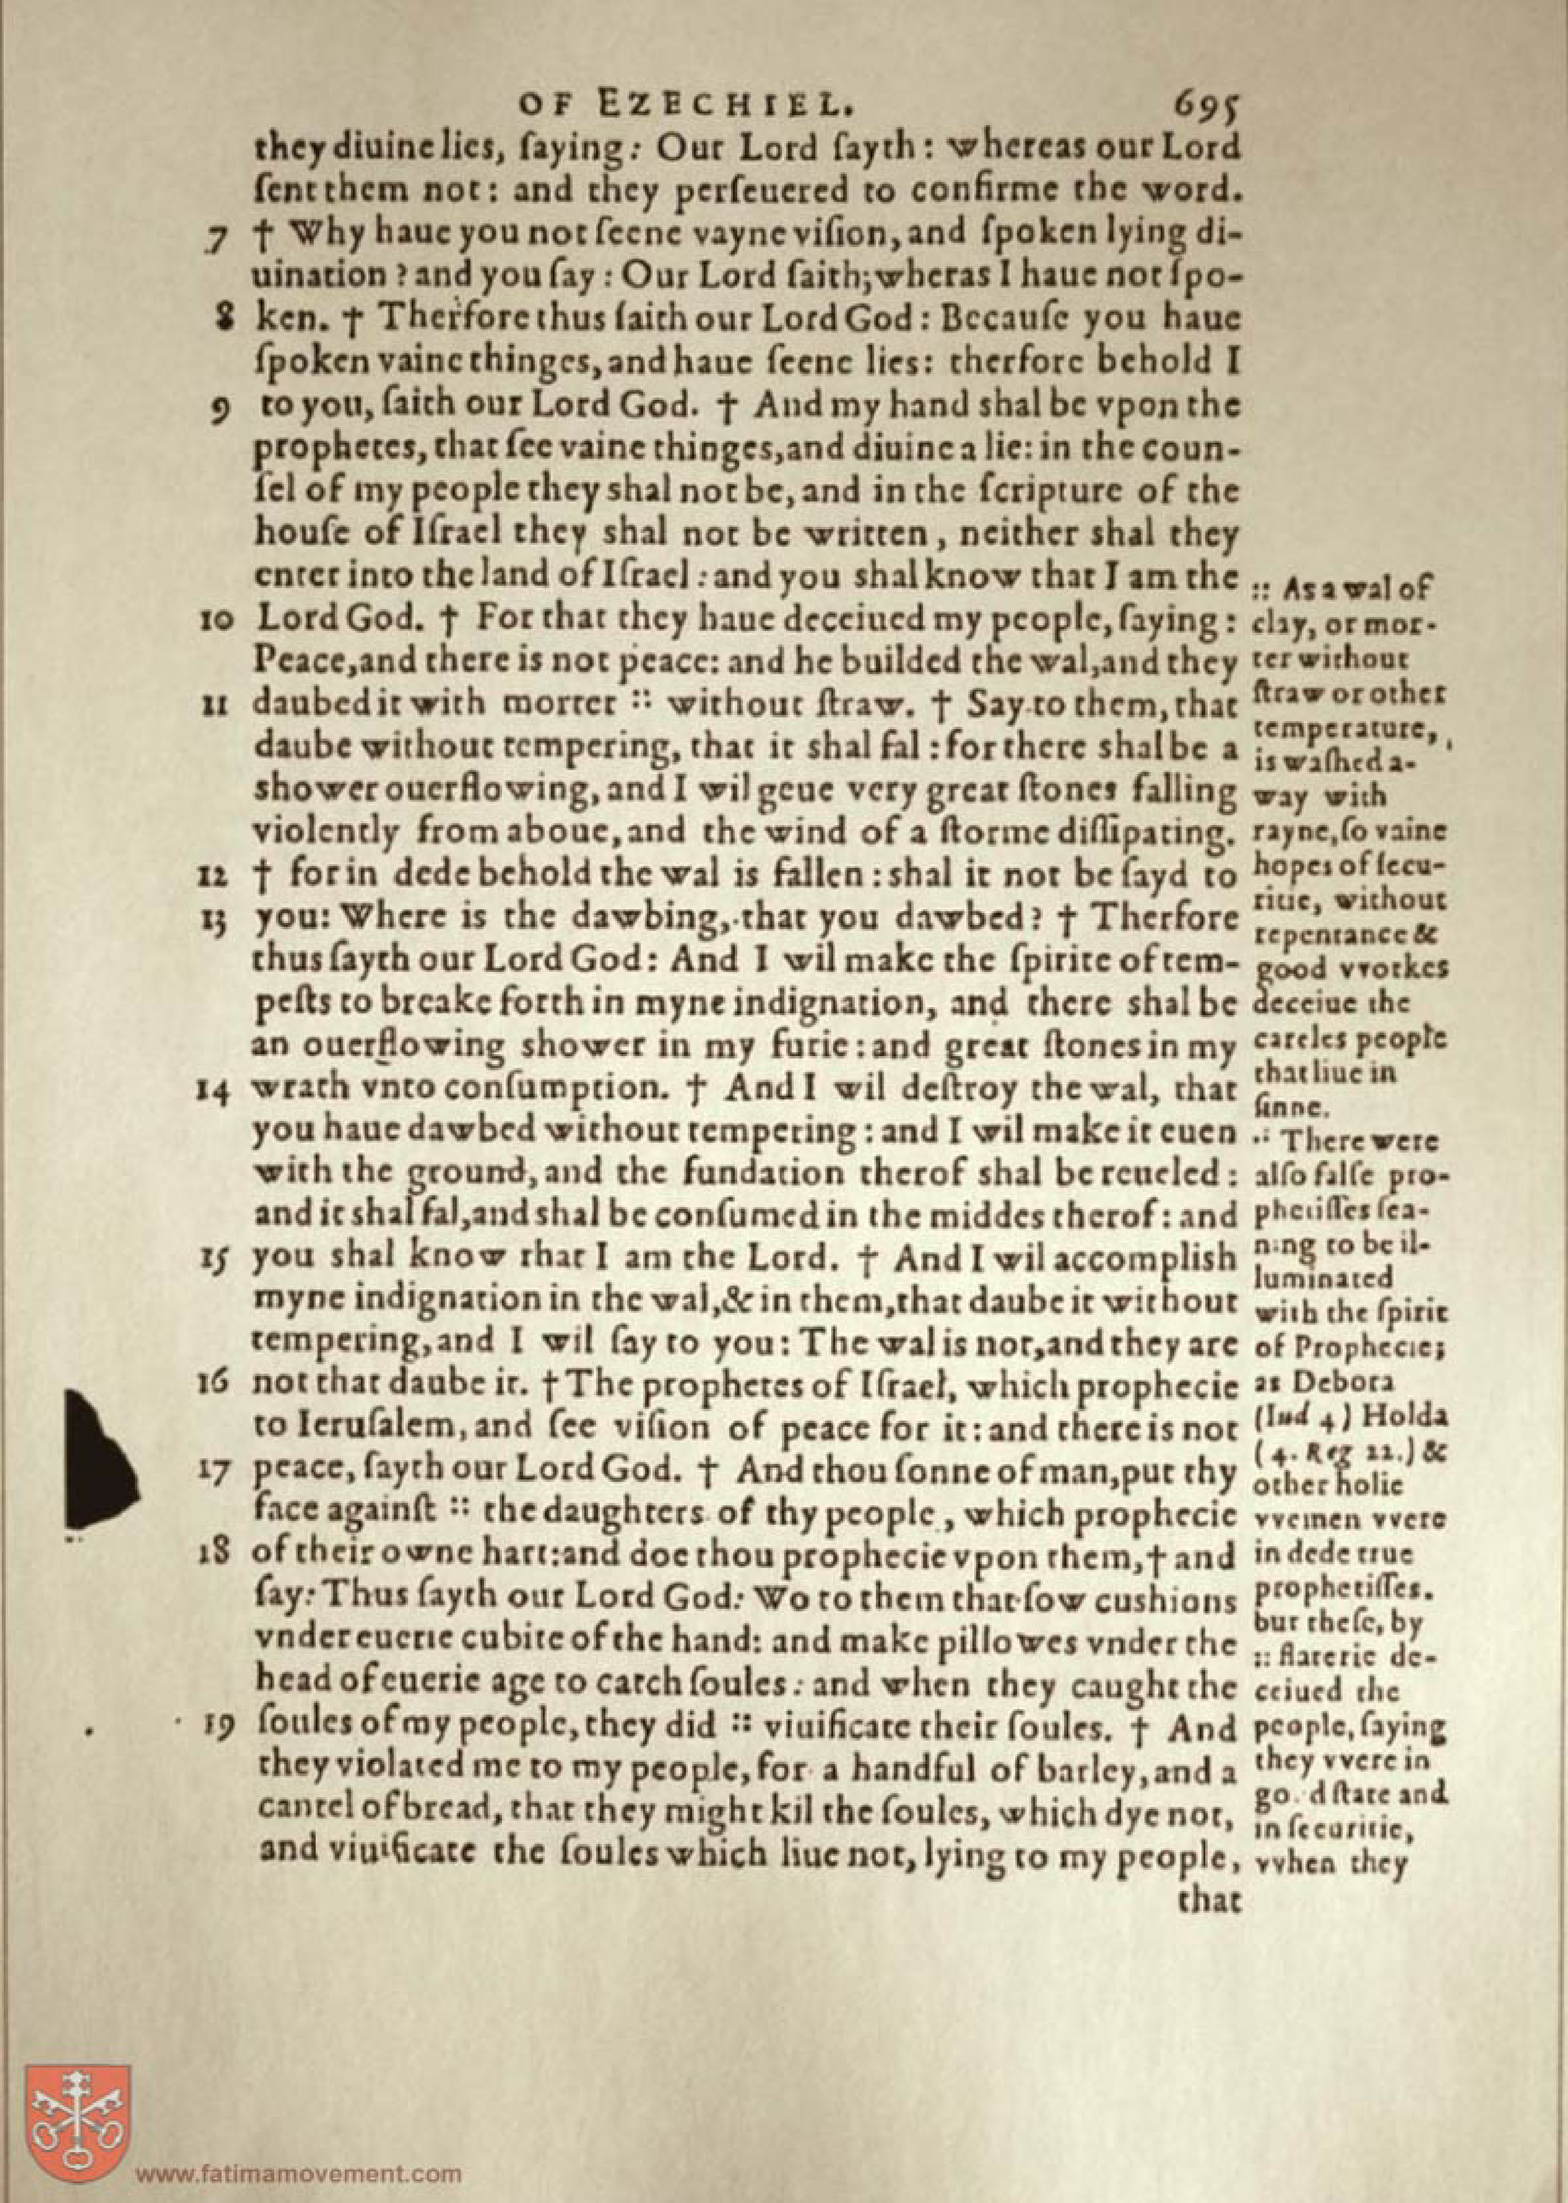 OF EZECHIEL. 695
they diuine lies, ſaying: Our Lord ſayth: whereas our Lord
ſent them not: and they perſeuered to confirme the word.
7 † Why haue you not ſeene vayne viſion, and ſpoken lying di-
uination? and you ſay: Our Lord ſaith; wheras I haue not ſpo-
8 ken. † Therfore thus ſaith our Lord God: Becauſe you haue
ſpoken vaine thinges, and haue ſeene lies: therfore behold I
9 to you, ſaith our Lord God. † And my hand shal be vpon the
prophetes, that ſee vaine thinges, and diuine a lie: in the coun-
ſel of my people they shal not be, and in the ſcripture of the
houſe of Iſrael they shal not be written, neither shal they
enter into the land of Iſrael: and you shal know that I am the
10 Lord God. † For that they haue deceiued my people, ſaying:
Peace, and there is not peace: and he builded the wal, and they
11 daubed it with morter :: without ſtraw. † Say to them, that
daube without tempering, that it shal fal: for there shal be a
shower ouerflowing, and I wil geue very great ſtones falling
violently from aboue, and the wind of a ſtorme diſſipating.
12 † for in dede behold the wal is fallen: shal it not be ſayd to
13 you: Where is the dawbing, that you dawbed? † Therfore
thus ſayth our Lord God: And I wil make the ſpirite of tem-
peſts to breake forth in myne indignation, and there shal be
an ouerflowing shower in my furie: and great ſtones in my
14 wrath vnto conſumption. † And I wil deſtroy the wal, that
you haue dawbed without tempering: and I wil make it euen
with the ground, and the fundation therof shal be reueled:
and it shal fal, and shal be conſumed in the middes therof: and
15 you shal know that I am the Lord. † And I wil accomplish
myne indignation in the wal, & in them, that daube it without
tempering, and I wil ſay to you: The wal is not, and they are
16 not that daube it. † The prophetes of Iſrael, which prophecie
to Ieruſalem, and ſee viſion of peace for it: and there is not
17 peace, ſayth our Lord God. † And thou ſonne of man, put thy
face againſt :: the daughters of thy people, which prophecie
18 of their owne hart: and doe thou prophecie vpon them, † and
ſay: Thus ſayth our Lord God: Wo to them that ſow cushions
vnder euerie cubite of the hand: and make pillowes vnder the
head of euerie age to catch ſoules: and when they caught the
19 ſoules of my people, they did :: viuificate their ſoules. † And
they violated me to my people, for a handful of barley, and a
cantel of bread, that they might kil the ſoules, which dye not,
and viuificate the ſoules which liue not, lying to my people,
that
:: As a wal of
clay, or mor-
ter without
ſtraw or other
temperature,
is waſhed a-
way with
rayne, ſo vaine
hopes of ſecu-
ritie, without
repentance &
good vvorkes
deceiue the
careles people
that liue in
ſinne.
:: There were
alſo falſe pro-
phetiſſes fea-
ning to be il-
luminated
with the ſpirit
of Prophecie;
as Debora
(Iud 4) Holda
(4. Reg 22.) &
other holie
vvemen vvere
in dede true
prophetiſſes.
but theſe, by
:: flaterie de-
ceiued the
people, ſaying
they vvere in
good ſtate and
in ſecuritie,
vvhen they
www.fatimamovement.com